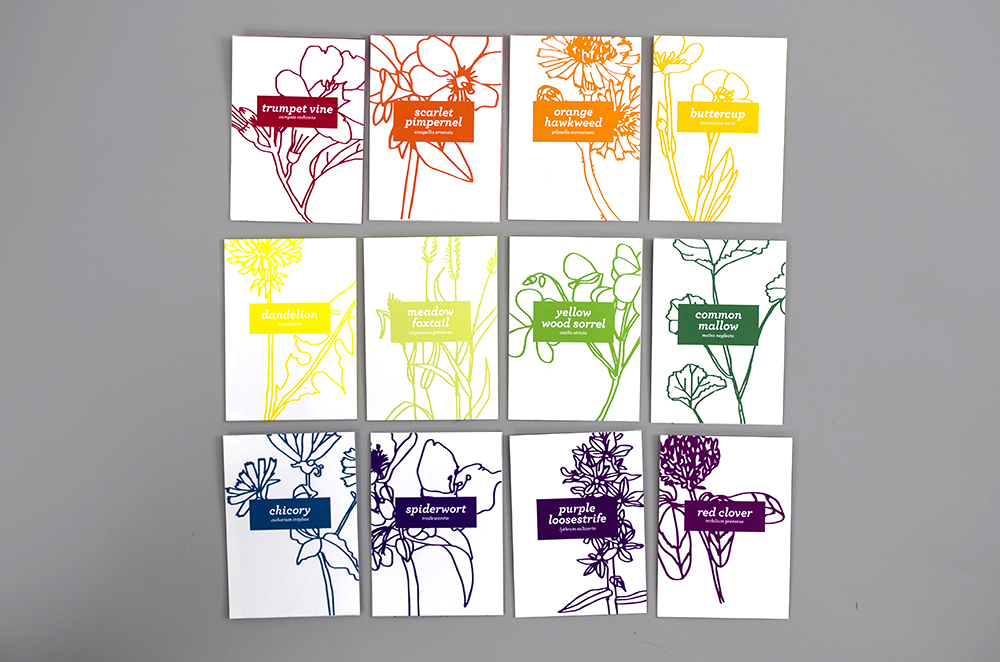 trumpet vine
campsis radicans
scarlet
pimpernel
anagallis arvensis
orange
hawkweed
pilosella aurantiaca
buttercup
dandelion
taraxacum
meadow
foxtail
alopecurus pratensis
yellow
wood sorrel
oxalis stricta
common
mallow
malva neglecta
chicory
cichorium intybus
spiderwort
tradescantia
purple
loosestrife
lythrum salicaria
red clover
trifolium pratense